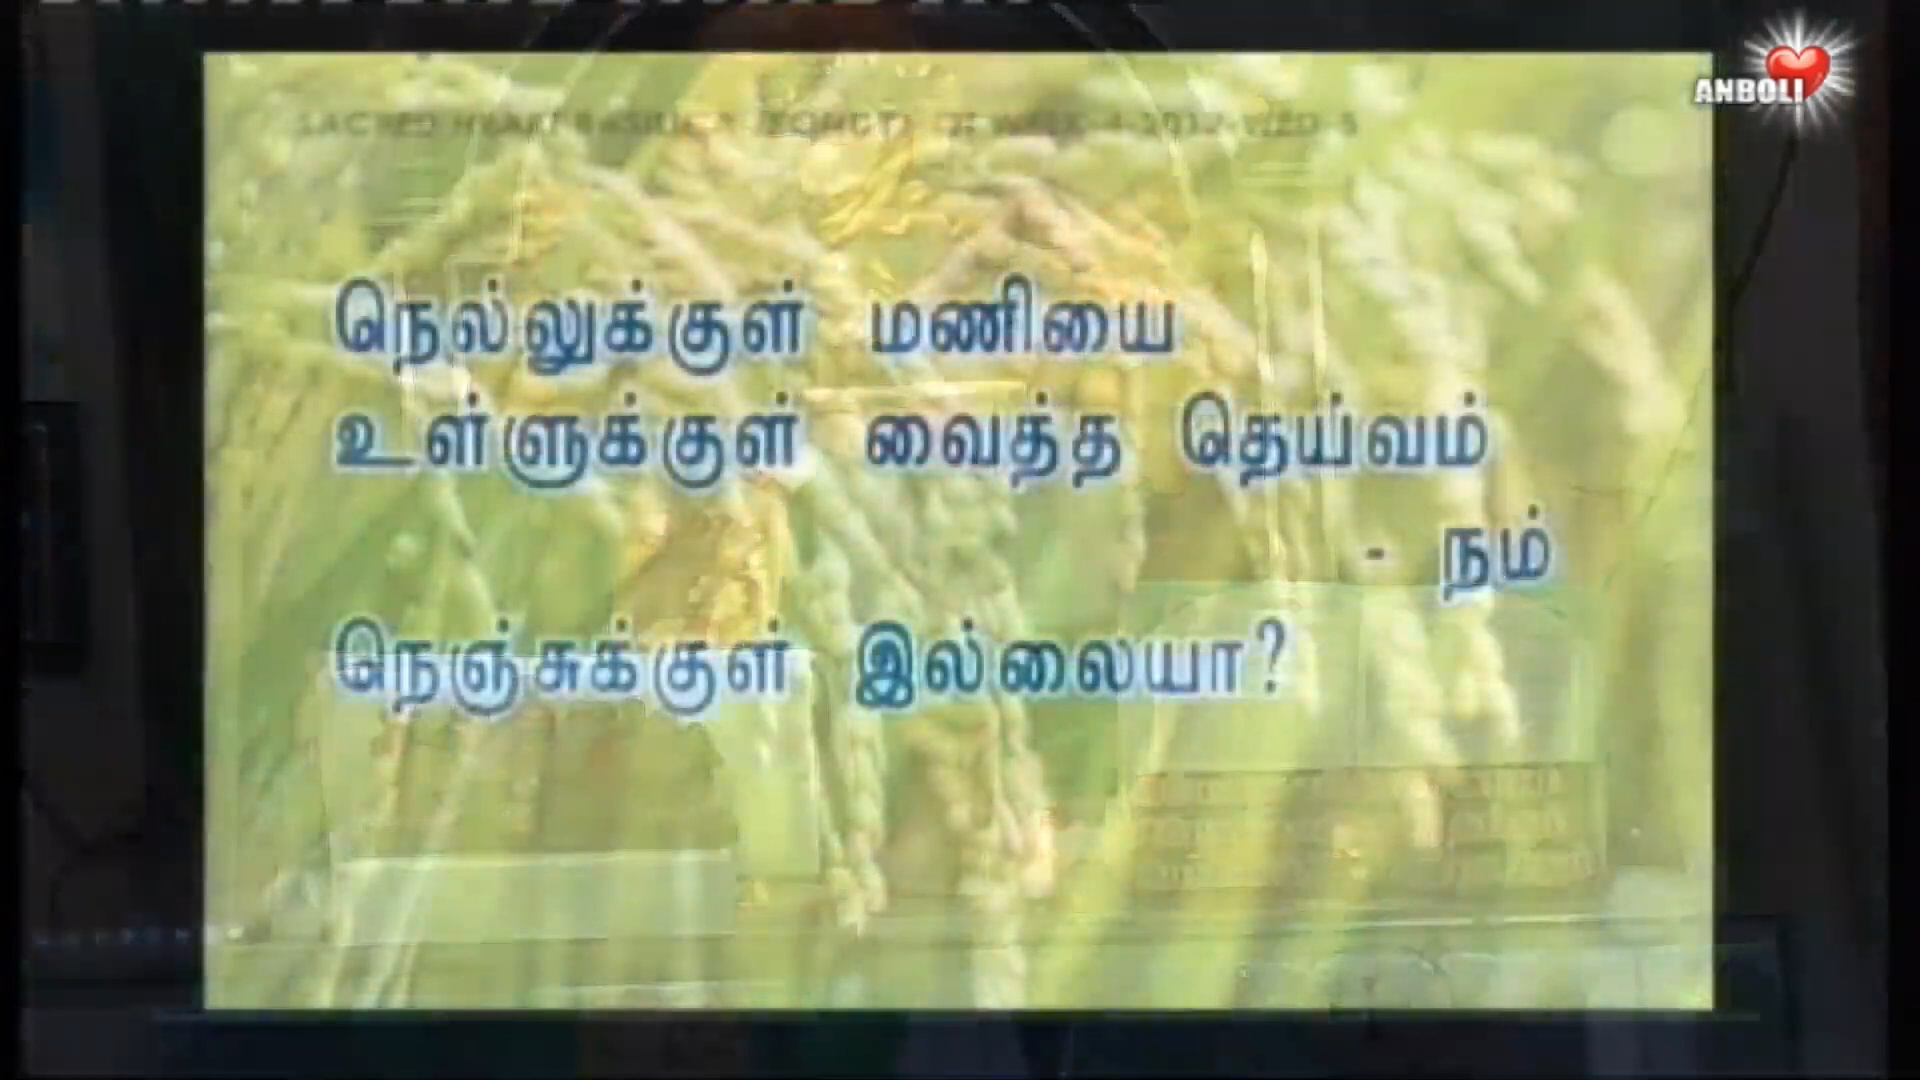 ANBOLI
நெல்லுக்குள் மணியை
உள்ளுக்குள் வைத்த தெய்வம்
- நம்
நெஞ்சுக்குள் இல்லையா?